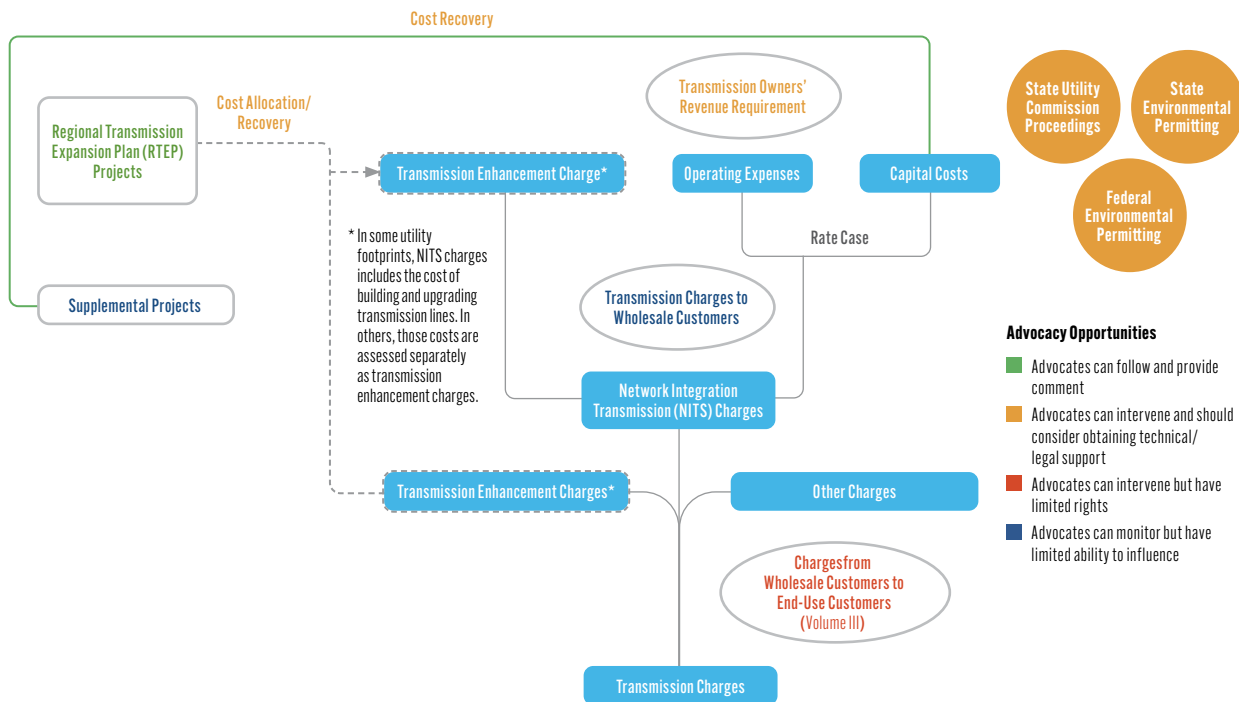 Cost Recovery
Regional Transmission
Expansion Plan (RTEP)
Projects
Cost Allocation/
Recovery
Supplemental Projects
Transmission Owners'
Revenue Requirement
Transmission Enhancement Charge*
Operating Expenses
Capital Costs
Rate Case
* In some utility
footprints, NITS charges
includes the cost of
building and upgrading
transmission lines. In
others, those costs are
assessed separately
as transmission
enhancement charges.
Transmission Charges to
Wholesale Customers
Network Integration
Transmission (NITS) Charges
Transmission Enhancement Charges*
Other Charges
Chargesfrom
Wholesale Customers to
End-Use Customers
(Volume III)
Transmission Charges
State Utility
Commission
Proceedings
State
Environmental
Permitting
Federal
Environmental
Permitting
Advocacy Opportunities
Advocates can follow and provide
comment
Advocates can intervene and should
consider obtaining technical/
legal support
Advocates can intervene but have
limited rights
Advocates can monitor but have
limited ability to influence